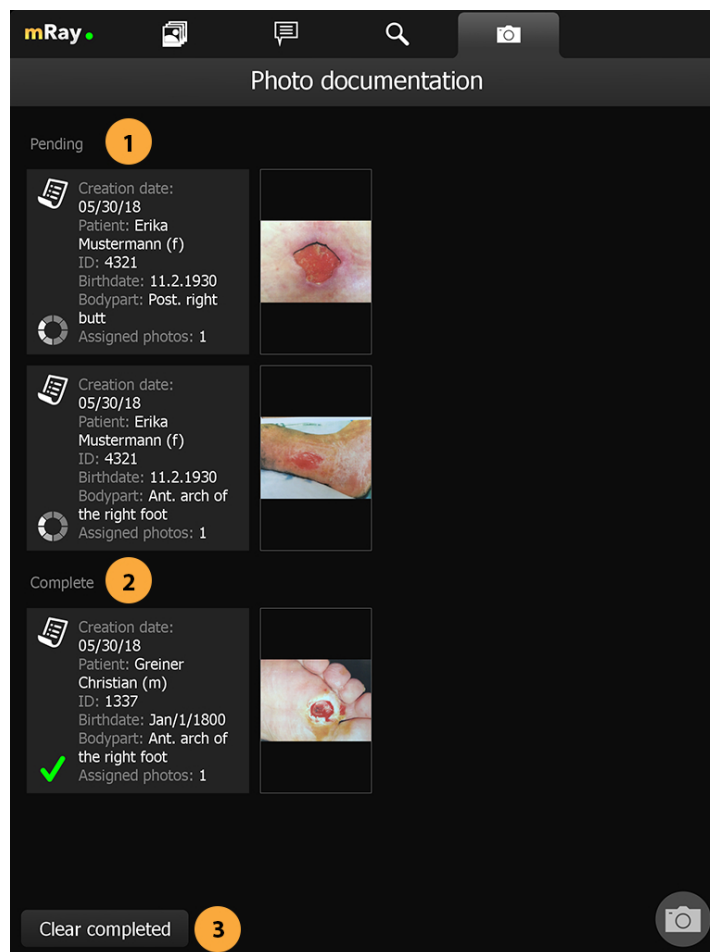 mRay
Photo documentation
Pending 1
Creation date:
05/30/18
Patient: Erika
Mustermann (f)
ID: 4321
Birthdate: 11.2.1930
Bodypart: Post. right
butt
Assigned photos: 1
Creation date:
05/30/18
Patient: Erika
Mustermann (f)
ID: 4321
Birthdate: 11.2.1930
Bodypart: Ant. arch of
the right foot
Assigned photos: 1
Complete 2
Creation date:
05/30/18
Patient: Greiner
Christian (m)
ID: 1337
Birthdate: Jan/1/1800
Bodypart: Ant. arch of
the right foot
Assigned photos: 1
Clear completed 3